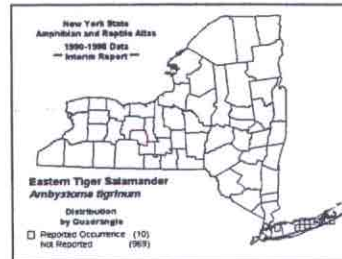 New York State
Amphibian and Reptile Atlas
1990-1998 Data
*** Interim Report ***
Eastern Tiger Salamander
Ambystoma tigrinum
Distribution
by Quadrangle
Reported Occurrence (10)
Not Reported (969)